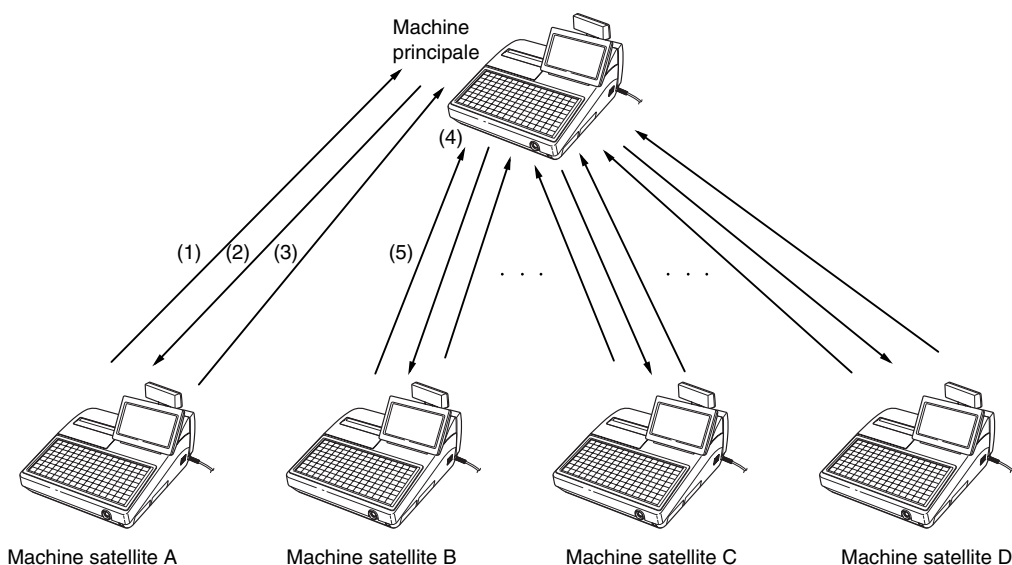 Machine
principale
(4)
(1) (2) (3) (5)
. . . . . .
Machine satellite A Machine satellite B Machine satellite C Machine satellite D